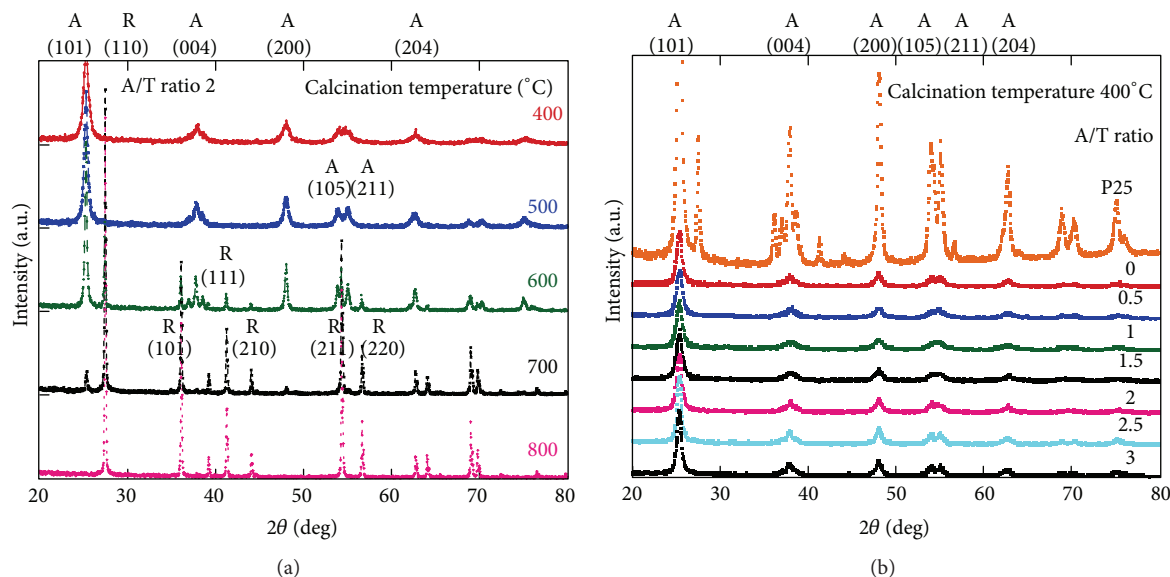 A R A A A
(101) (110) (004) (200) (204)
A/T ratio 2 Calcination temperature (°C)
400
A A
(105) (211)
500
R
(111)
600
R R R R
(101) (210) (211) (220)
700
800
Intensity (a.u.)
20 30 40 50 60 70 80
2θ (deg)
(a)
A A A A A A
(101) (004) (200) (105) (211) (204)
Calcination temperature 400°C
A/T ratio
P25
0
0.5
1
1.5
2
2.5
3
Intensity (a.u.)
20 30 40 50 60 70 80
2θ (deg)
(b)